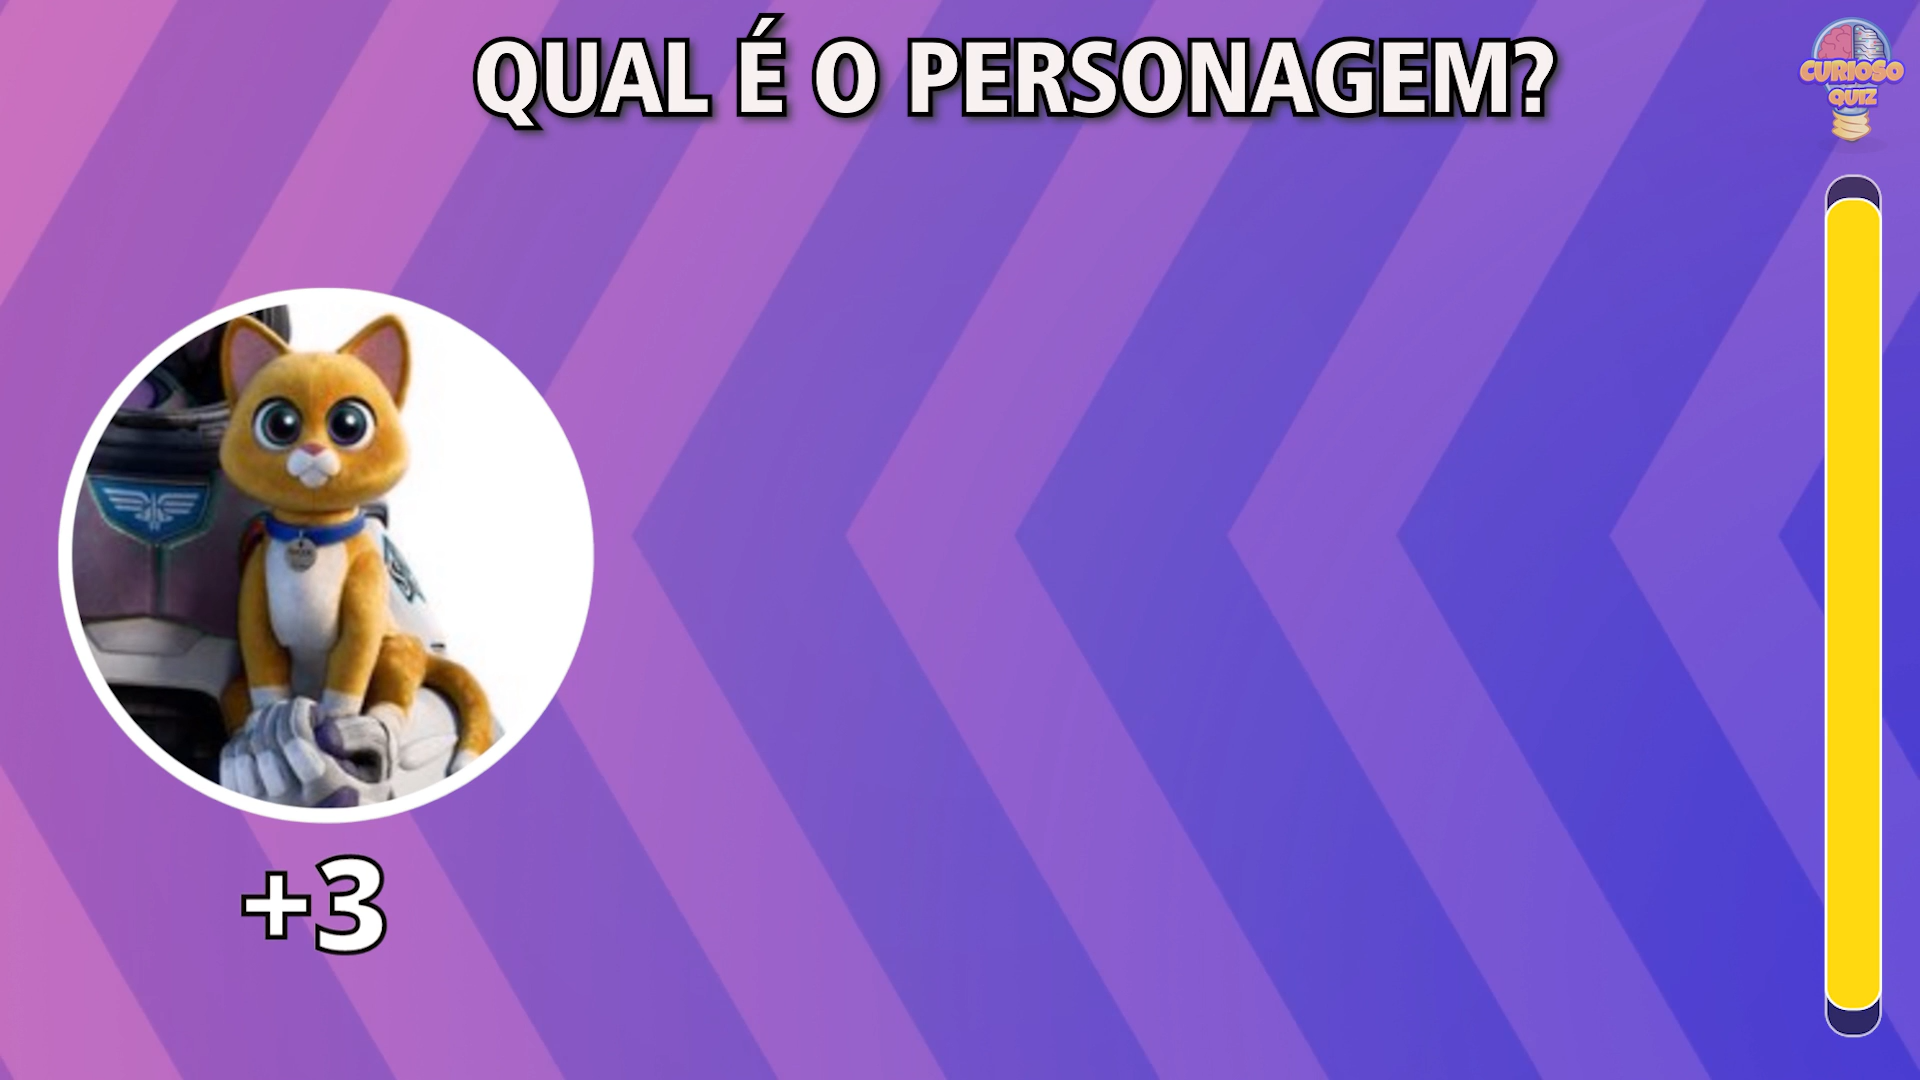 QUAL É O PERSONAGEM?
CURIOSO
QUIZ
+3